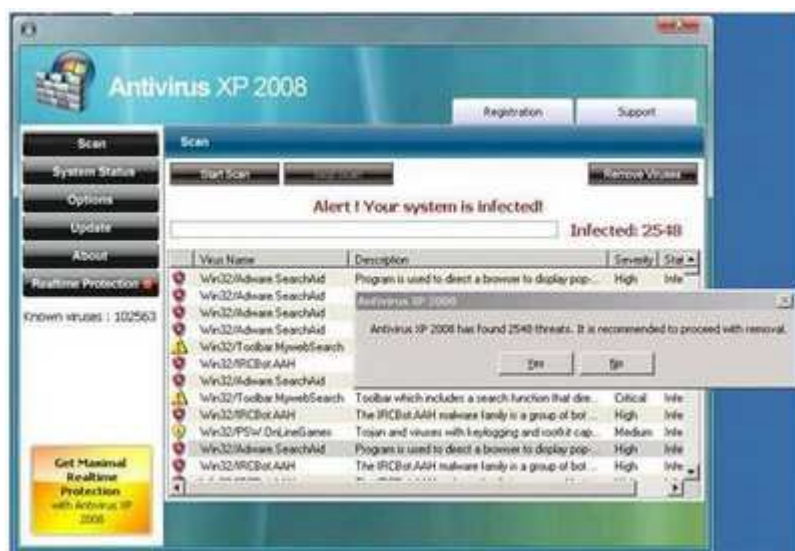 Antivirus XP 2008
Registration
Support
Scan
System Status
Options
Update
About
Realtime Protection
Known viruses : 102563
Get Maximal
Realtime
Protection
with Antivirus XP
2008
Scan
Start Scan
Remove Viruses
Alert ! Your system is infected!
Infected: 2548
Virus Name Description Severity Stat
Win32/Adware.SearchAid Program is used to direct a browser to display pop-... High Infe
Win32/Adware.SearchAid
Win32/Adware.SearchAid
Win32/Adware.SearchAid
Win32/Toolbar.MywebSearch
Win32/IRCBot.AAH
Win32/Adware.SearchAid
Win32/Toolbar.MywebSearch Toolbar which includes a search function that dire... Critical Infe
Win32/IRCBot.AAH The IRCBot.AAH malware family is a group of bot ... High Infe
Win32/PSW.OnLineGames Trojan and viruses with keylogging and rootkit cap... Medium Infe
Win32/Adware.SearchAid Program is used to direct a browser to display pop-... High Infe
Win32/IRCBot.AAH The IRCBot.AAH malware family is a group of bot ... High Infe
Antivirus XP 2008
Antivirus XP 2008 has found 2548 threats. It is recommended to proceed with removal.
Yes
No